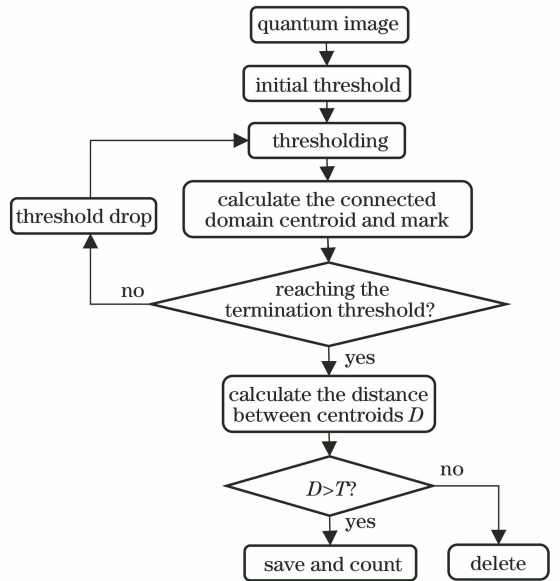 quantum image
initial threshold
thresholding
calculate the connected
domain centroid and mark
threshold drop
reaching the
termination threshold?
no
yes
calculate the distance
between centroids D
D>T?
no
yes
save and count
delete